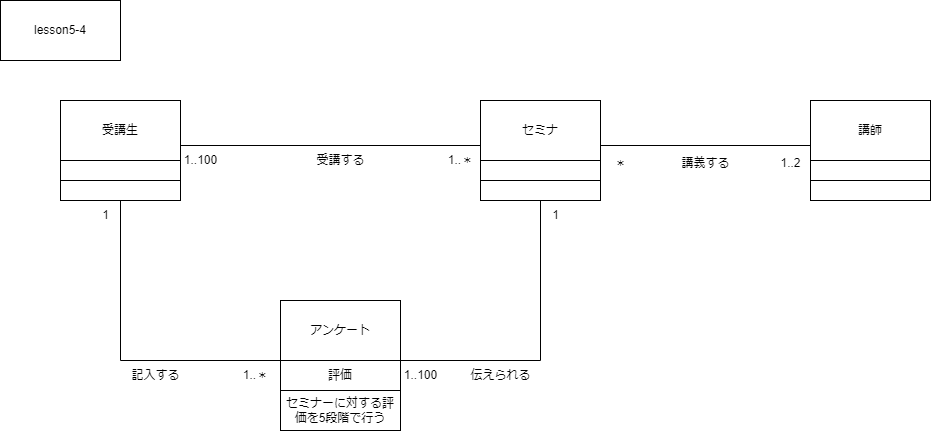 lesson5-4
受講生
セミナ
講師
1..100
受講する
1..＊
＊
講義する
1..2
1
1
アンケート
記入する
1..＊
評価
1..100
伝えられる
セミナーに対する評
価を5段階で行う